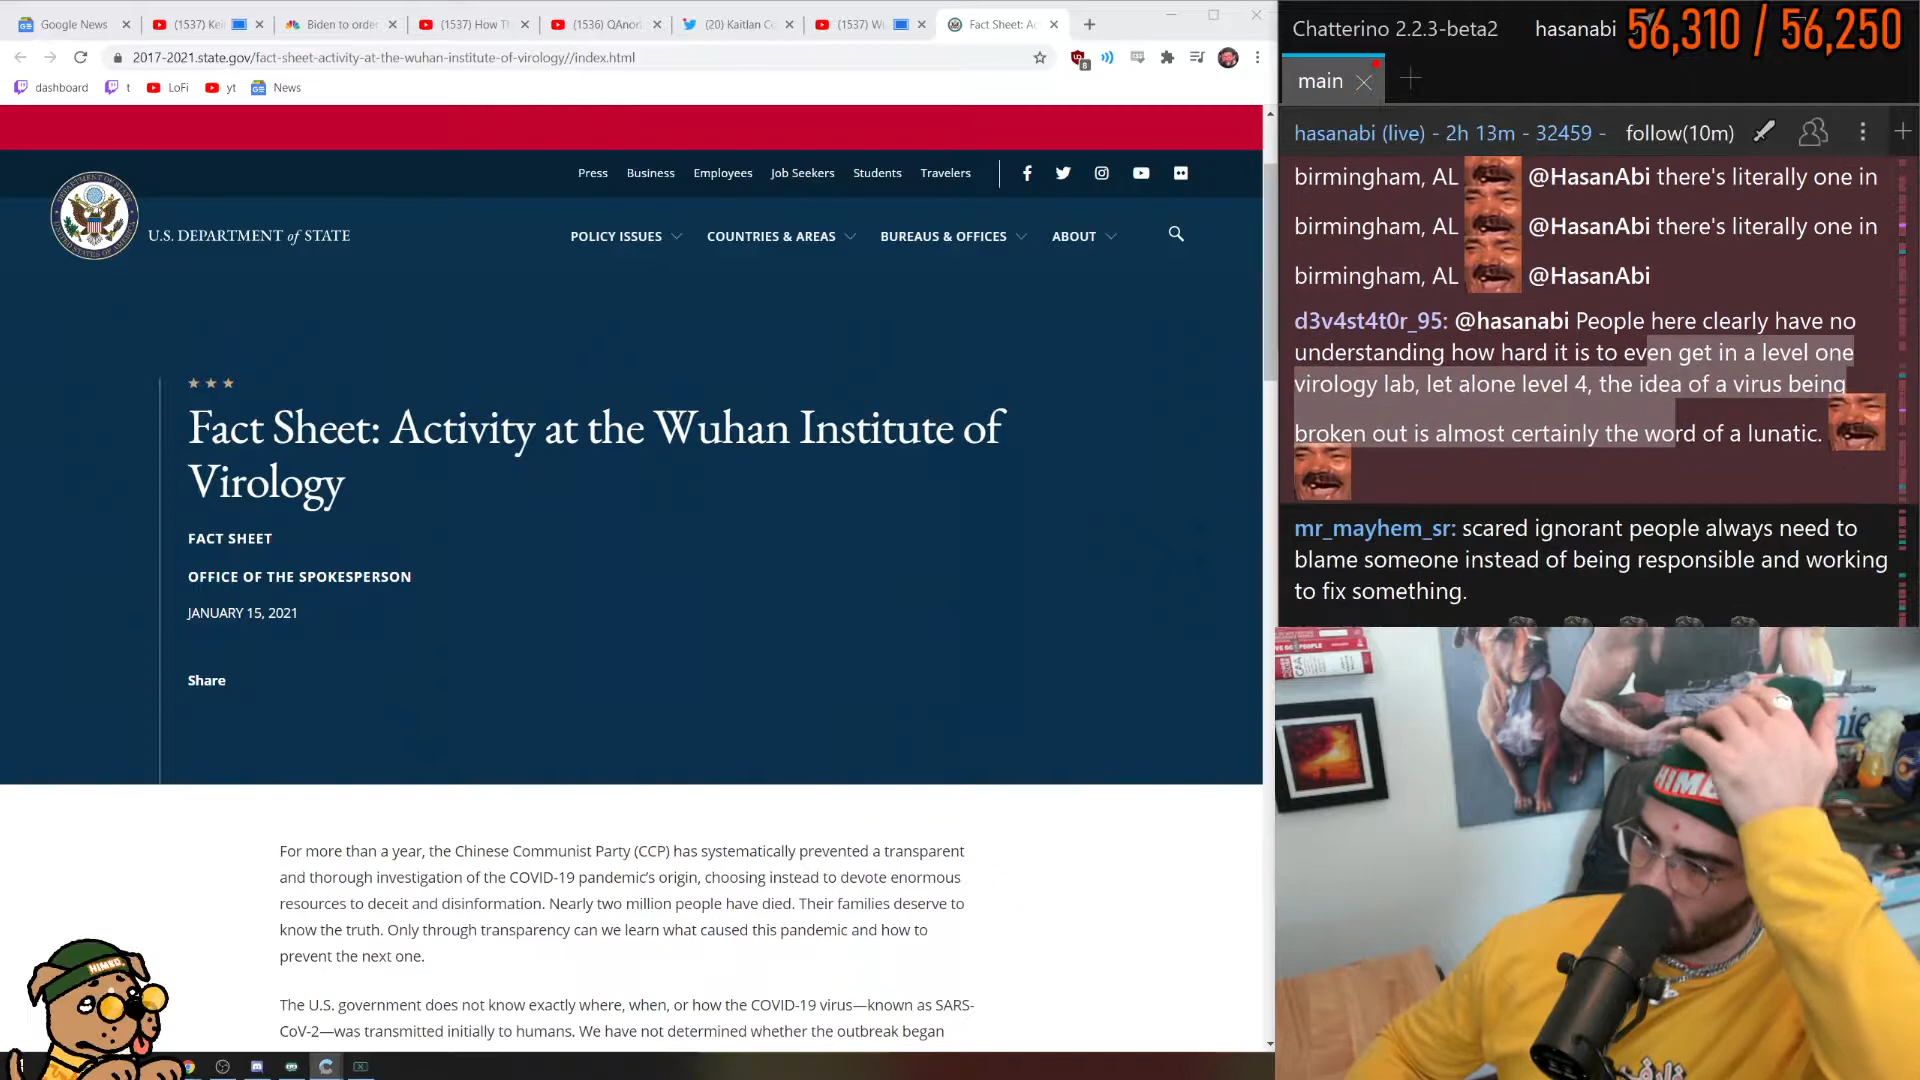 Google News
(1537) Kei
Biden to order
(1537) How T
(1536) QAnon
(20) Kaitlan Co
(1537) W
Fact Sheet: Ac
2017-2021.state.gov/fact-sheet-activity-at-the-wuhan-institute-of-virology//index.html
8
dashboard
t
LoFi
yt
News
Press
Business
Employees
Job Seekers
Students
Travelers
U.S. DEPARTMENT of STATE
POLICY ISSUES
COUNTRIES & AREAS
BUREAUS & OFFICES
ABOUT
Fact Sheet: Activity at the Wuhan Institute of
Virology
FACT SHEET
OFFICE OF THE SPOKESPERSON
JANUARY 15, 2021
Share
For more than a year, the Chinese Communist Party (CCP) has systematically prevented a transparent
and thorough investigation of the COVID-19 pandemic’s origin, choosing instead to devote enormous
resources to deceit and disinformation. Nearly two million people have died. Their families deserve to
know the truth. Only through transparency can we learn what caused this pandemic and how to
prevent the next one.
The U.S. government does not know exactly where, when, or how the COVID-19 virus—known as SARS-
CoV-2—was transmitted initially to humans. We have not determined whether the outbreak began
HIMBO.
Chatterino 2.2.3-beta2
hasanabi
56,310 / 56,250
main
hasanabi (live) - 2h 13m - 32459 -
follow(10m)
birmingham, AL @HasanAbi there's literally one in
birmingham, AL @HasanAbi there's literally one in
birmingham, AL @HasanAbi
d3v4st4t0r_95: @hasanabi People here clearly have no
understanding how hard it is to even get in a level one
virology lab, let alone level 4, the idea of a virus being
broken out is almost certainly the word of a lunatic.
mr_mayhem_sr: scared ignorant people always need to
blame someone instead of being responsible and working
to fix something.